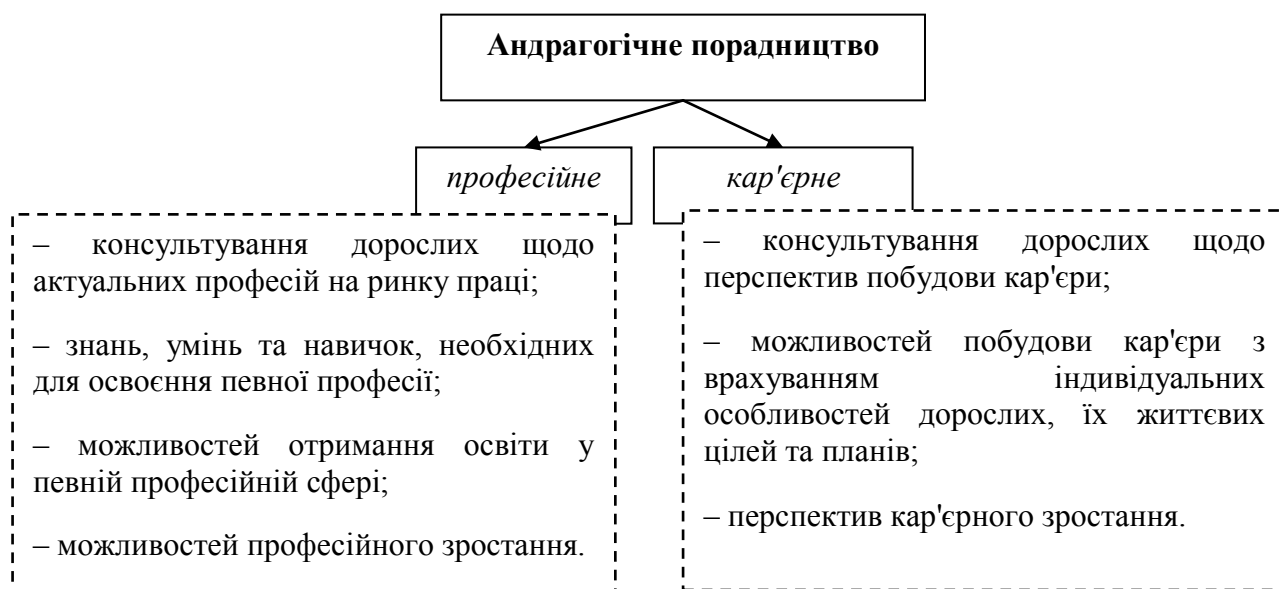 Андрагогічне порадництво
професійне
кар'єрне
– консультування дорослих щодо
актуальних професій на ринку праці;
– знань, умінь та навичок, необхідних
для освоєння певної професії;
– можливостей отримання освіти у
певній професійній сфері;
– можливостей професійного зростання.
– консультування дорослих щодо
перспектив побудови кар'єри;
– можливостей побудови кар'єри з
врахуванням індивідуальних
особливостей дорослих, їх життєвих
цілей та планів;
– перспектив кар'єрного зростання.